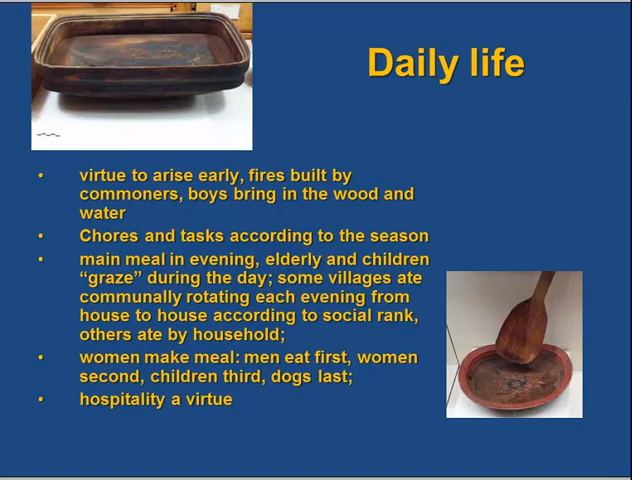 Daily life
• virtue to arise early, fires built by
commoners, boys bring in the wood and
water
• Chores and tasks according to the season
• main meal in evening, elderly and children
“graze” during the day; some villages ate
communally rotating each evening from
house to house according to social rank,
others ate by household;
• women make meal: men eat first, women
second, children third, dogs last;
• hospitality a virtue